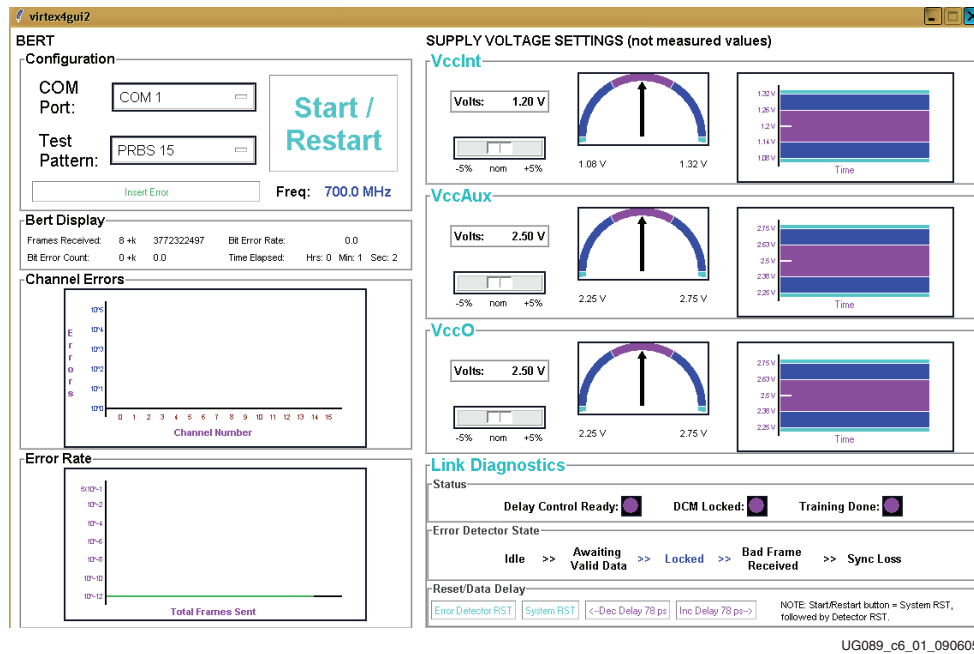 virtex4gui2
BERT
Configuration
COM Port:
COM 1
Start / Restart
Test Pattern:
PRBS 15
Insert Error
Freq: 700.0 MHz
Bert Display
Frames Received: 8 +k 3772322497 Bit Error Rate: 0.0
Bit Error Count: 0 +k 0.0 Time Elapsed: Hrs: 0 Min: 1 Sec: 2
Channel Errors
Errors
10^5
10^4
10^3
10^2
10^1
10^0
0 1 2 3 4 5 6 7 8 9 10 11 12 13 14 15
Channel Number
Error Rate
5x10^-1
10^-2
10^-4
10^-6
10^-8
10^-10
10^-12
Total Frames Sent
SUPPLY VOLTAGE SETTINGS (not measured values)
VccInt
Volts: 1.20 V
-5% nom +5%
1.08 V 1.32 V
1.32 V
1.26 V
1.2 V
1.14 V
1.08 V
Time
VccAux
Volts: 2.50 V
-5% nom +5%
2.25 V 2.75 V
2.75 V
2.63 V
2.5 V
2.38 V
2.25 V
Time
VccO
Volts: 2.50 V
-5% nom +5%
2.25 V 2.75 V
2.75 V
2.63 V
2.5 V
2.38 V
2.25 V
Time
Link Diagnostics
Status
Delay Control Ready: DCM Locked: Training Done:
Error Detector State
Idle >> Awaiting Valid Data >> Locked >> Bad Frame Received >> Sync Loss
Reset/Data Delay
Error Detector RST System RST <--Dec Delay 78 ps Inc Delay 78 ps-->
NOTE: Start/Restart button = System RST,
followed by Detector RST.
UG089_c6_01_090605